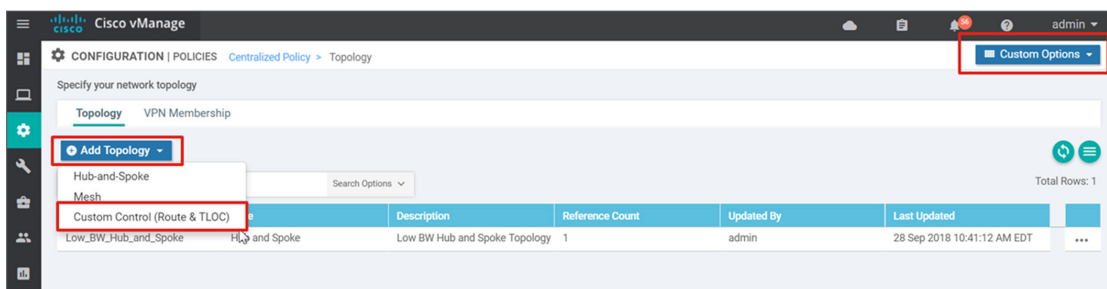 cisco Cisco vManage 36 admin
CONFIGURATION | POLICIES Centralized Policy > Topology Custom Options
Specify your network topology
Topology VPN Membership
Add Topology
Hub-and-Spoke
Mesh
Search Options Total Rows: 1
Custom Control (Route & TLOC)
Description Reference Count Updated By Last Updated
Low_BW_Hub_and_Spoke and Spoke Low BW Hub and Spoke Topology 1 admin 28 Sep 2018 10:41:12 AM EDT